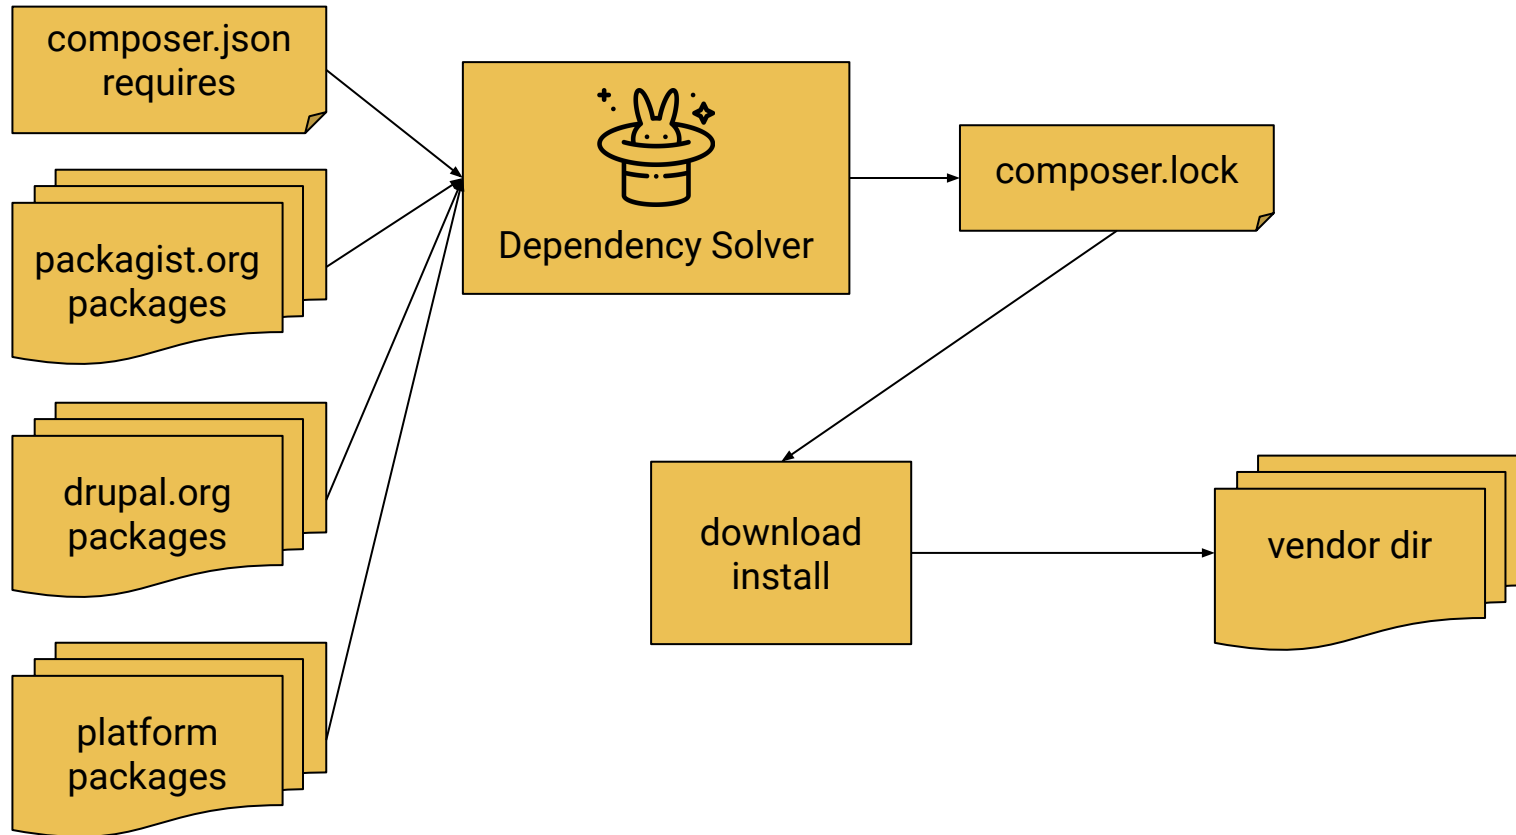 composer.json
requires
packagist.org
packages
drupal.org
packages
platform
packages
Dependency Solver
composer.lock
download
install
vendor dir